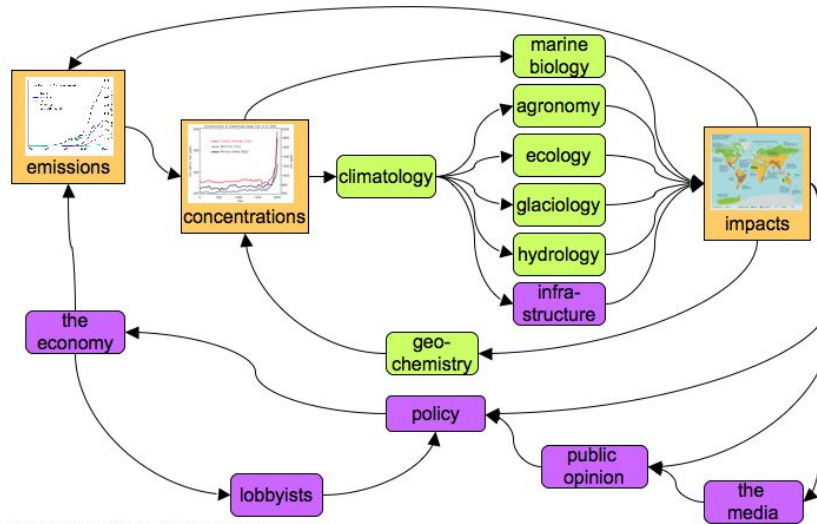 marine
biology
agronomy
emissions
ecology
climatology
concentrations
glaciology
impacts
hydrology
infra-
structure
the
economy
geo-
chemistry
policy
public
opinion
lobbyists
the
media